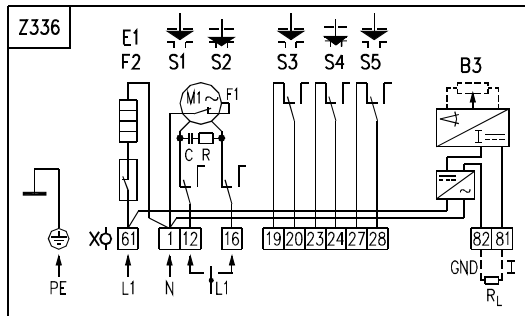 Z336
E1 S1 S2 S3 S4 S5 B3
F2
M1 ~ F1
C R
I
~
X 61 1 12 16 19 20 23 24 27 28 82 81
GND I
PE L1 N L1 RL